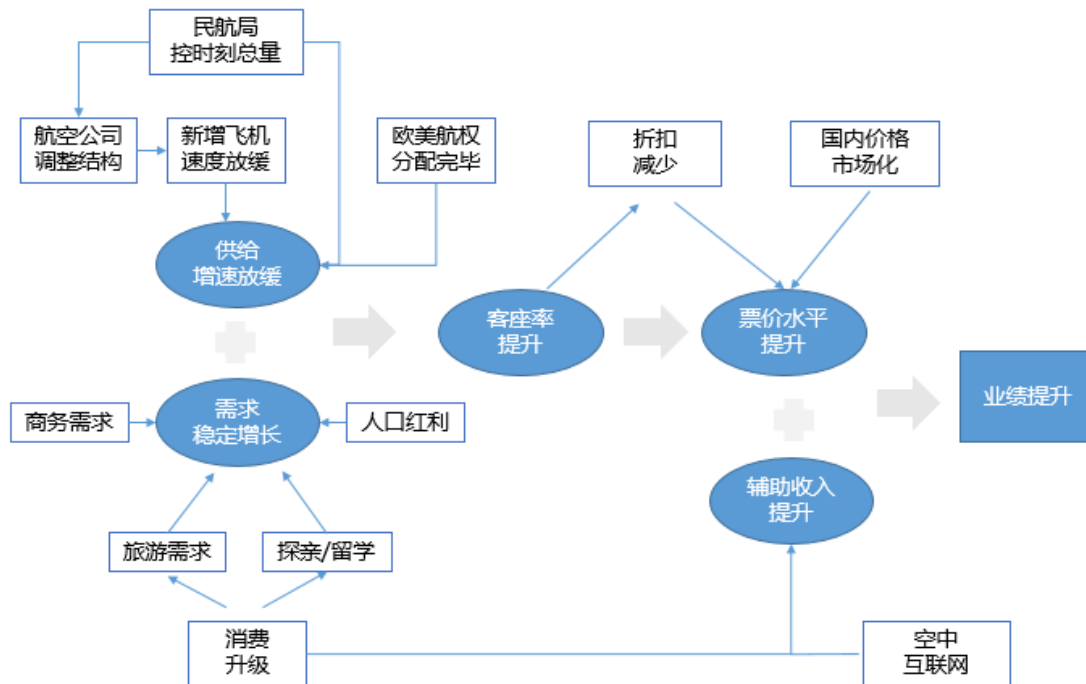 民航局
控时刻总量
航空公司
调整结构
新增飞机
速度放缓
欧美航权
分配完毕
折扣
减少
国内价格
市场化
供给
增速放缓
客座率
提升
票价水平
提升
业绩提升
商务需求
需求
稳定增长
人口红利
辅助收入
提升
旅游需求
探亲/留学
消费
升级
空中
互联网